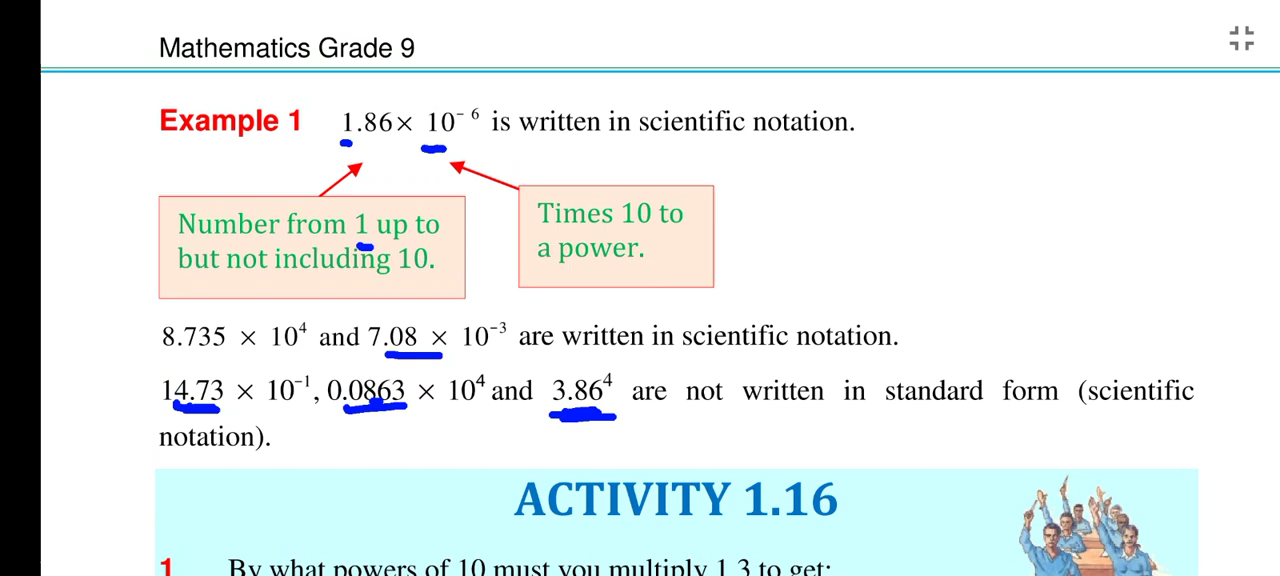 Mathematics Grade 9
Example 1 1.86× 10⁻⁶ is written in scientific notation.
Number from 1 up to
but not including 10.
Times 10 to
a power.
8.735 × 10⁴ and 7.08 × 10⁻³ are written in scientific notation.
14.73 × 10⁻¹, 0.0863 × 10⁴ and 3.86⁴ are not written in standard form (scientific
notation).
ACTIVITY 1.16
1 By what powers of 10 must you multiply 1.3 to get: